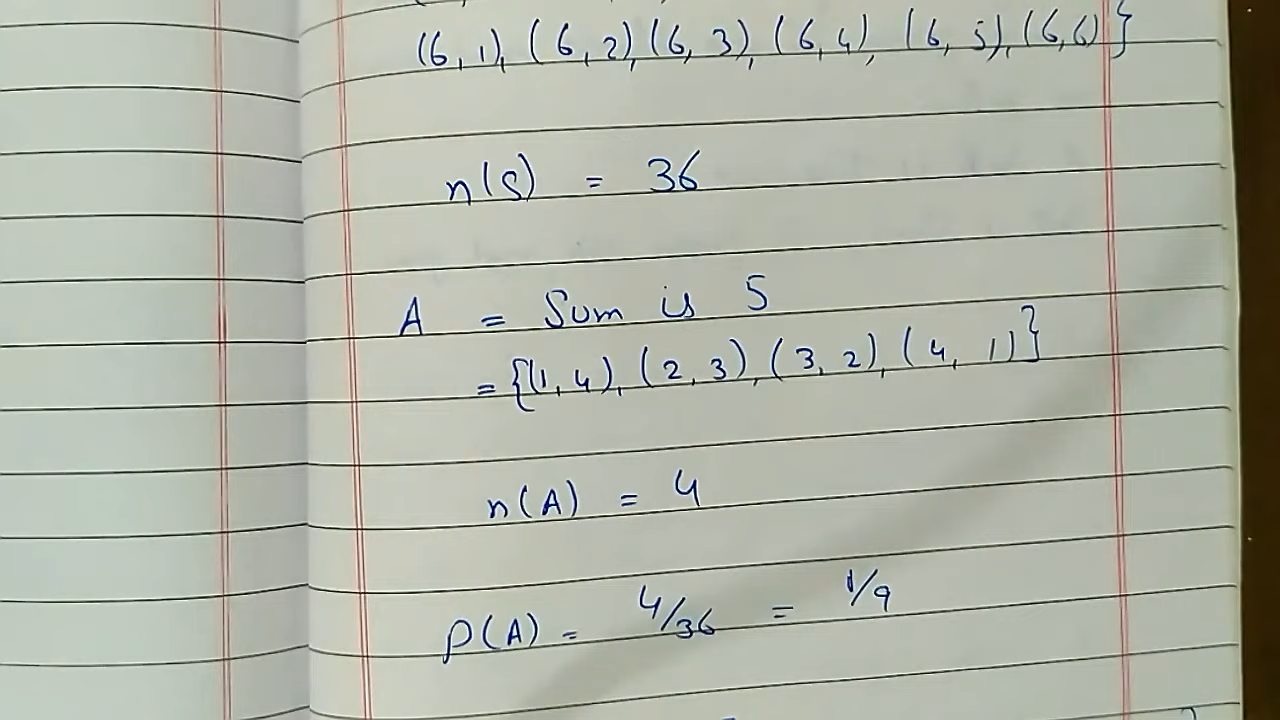 (6,1), (6,2), (6,3), (6,4), (6,5), (6,6)}
n(S) = 36
A = Sum is 5
= {(1,4), (2,3), (3,2), (4,1)}
n(A) = 4
P(A) = 4/36 = 1/9